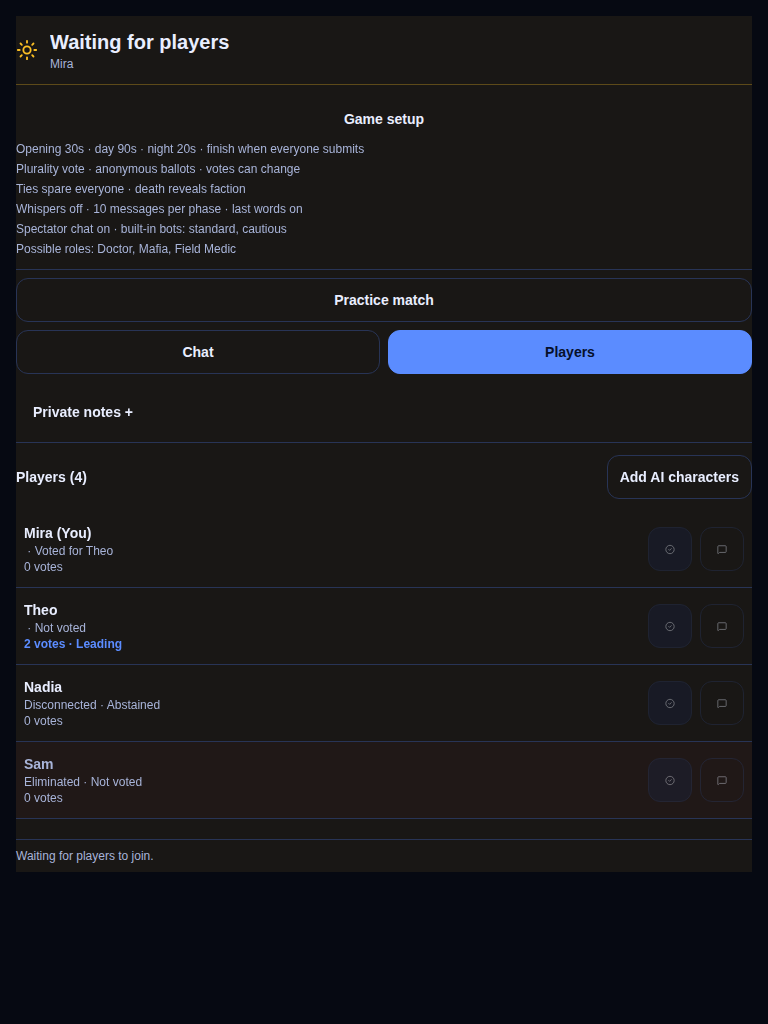 Waiting for players
Mira
Game setup
Opening 30s · day 90s · night 20s · finish when everyone submits
Plurality vote · anonymous ballots · votes can change
Ties spare everyone · death reveals faction
Whispers off · 10 messages per phase · last words on
Spectator chat on · built-in bots: standard, cautious
Possible roles: Doctor, Mafia, Field Medic
Practice match
Chat
Players
Private notes +
Players (4)
Add AI characters
Mira (You)
· Voted for Theo
0 votes
Theo
· Not voted
2 votes · Leading
Nadia
Disconnected · Abstained
0 votes
Sam
Eliminated · Not voted
0 votes
Waiting for players to join.